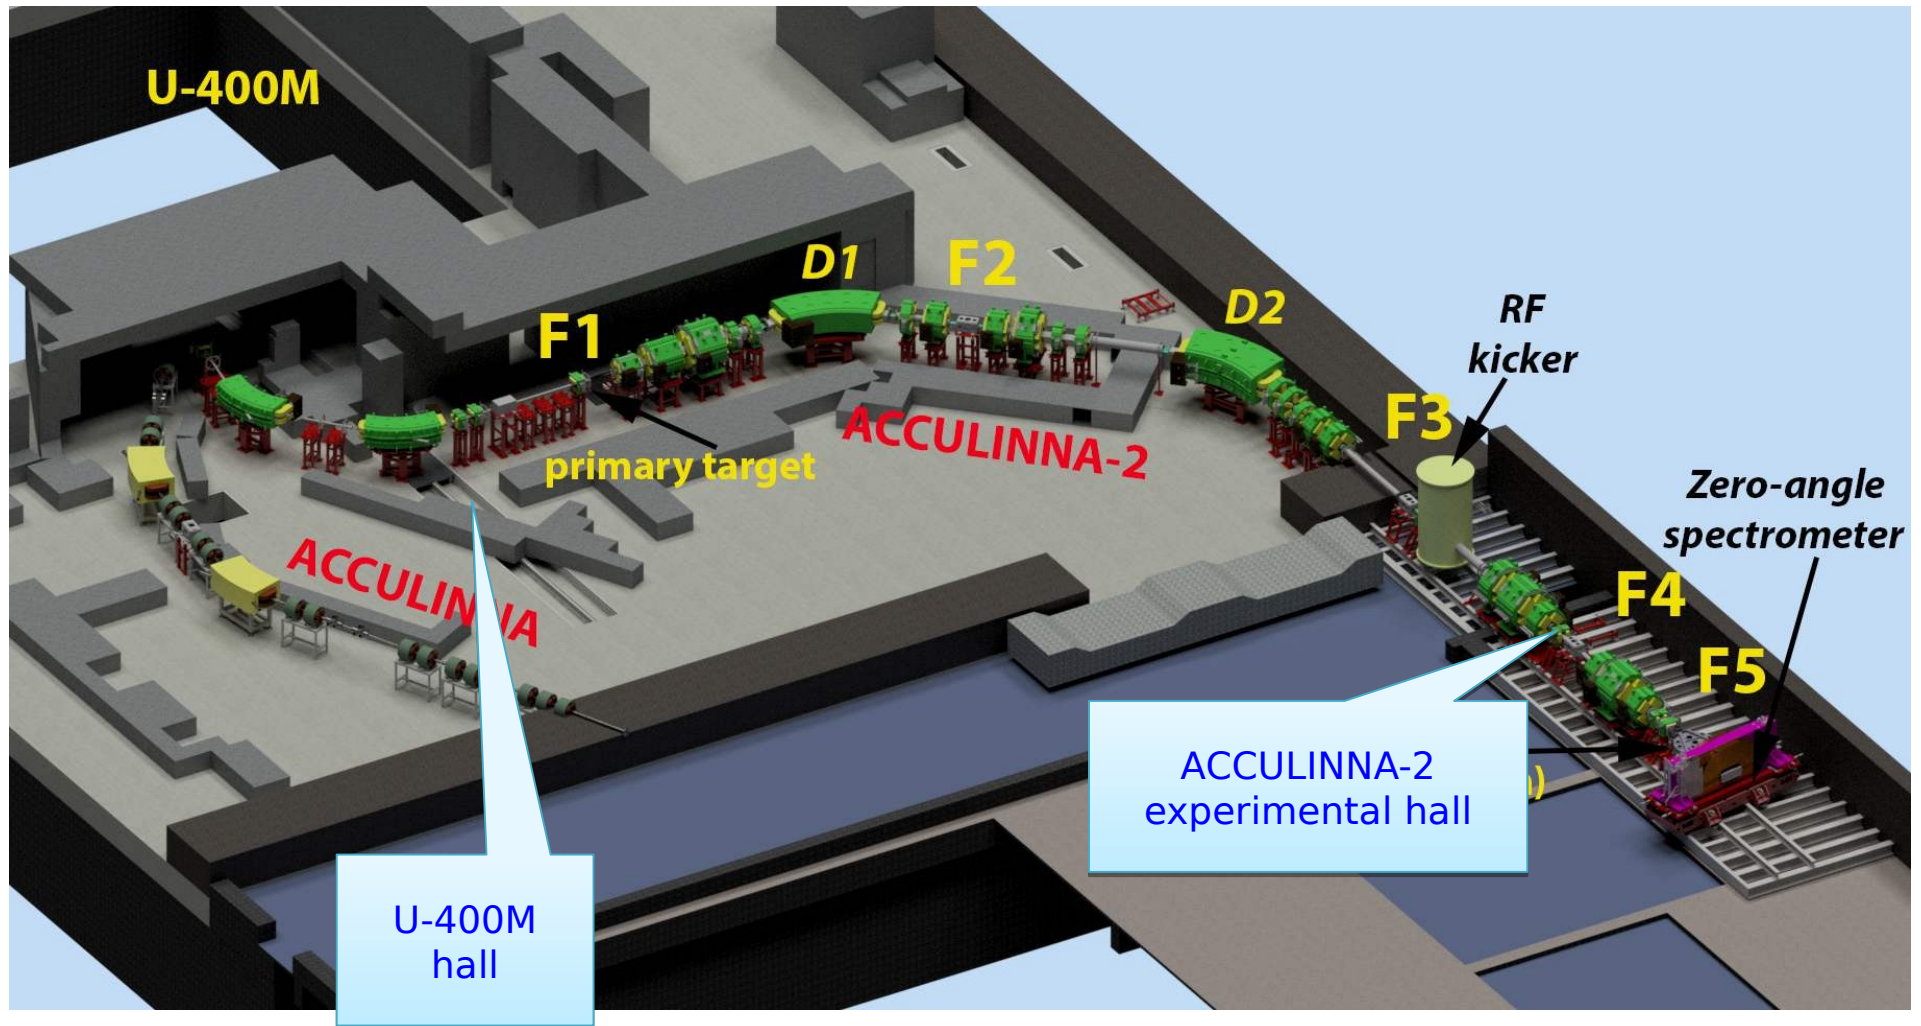 U-400M
D1
F2
D2
F1
RF
kicker
F3
primary target
ACCULINNA-2
Zero-angle
spectrometer
ACCULINNA
F4
F5
ACCULINNA-2
experimental hall
U-400M
hall